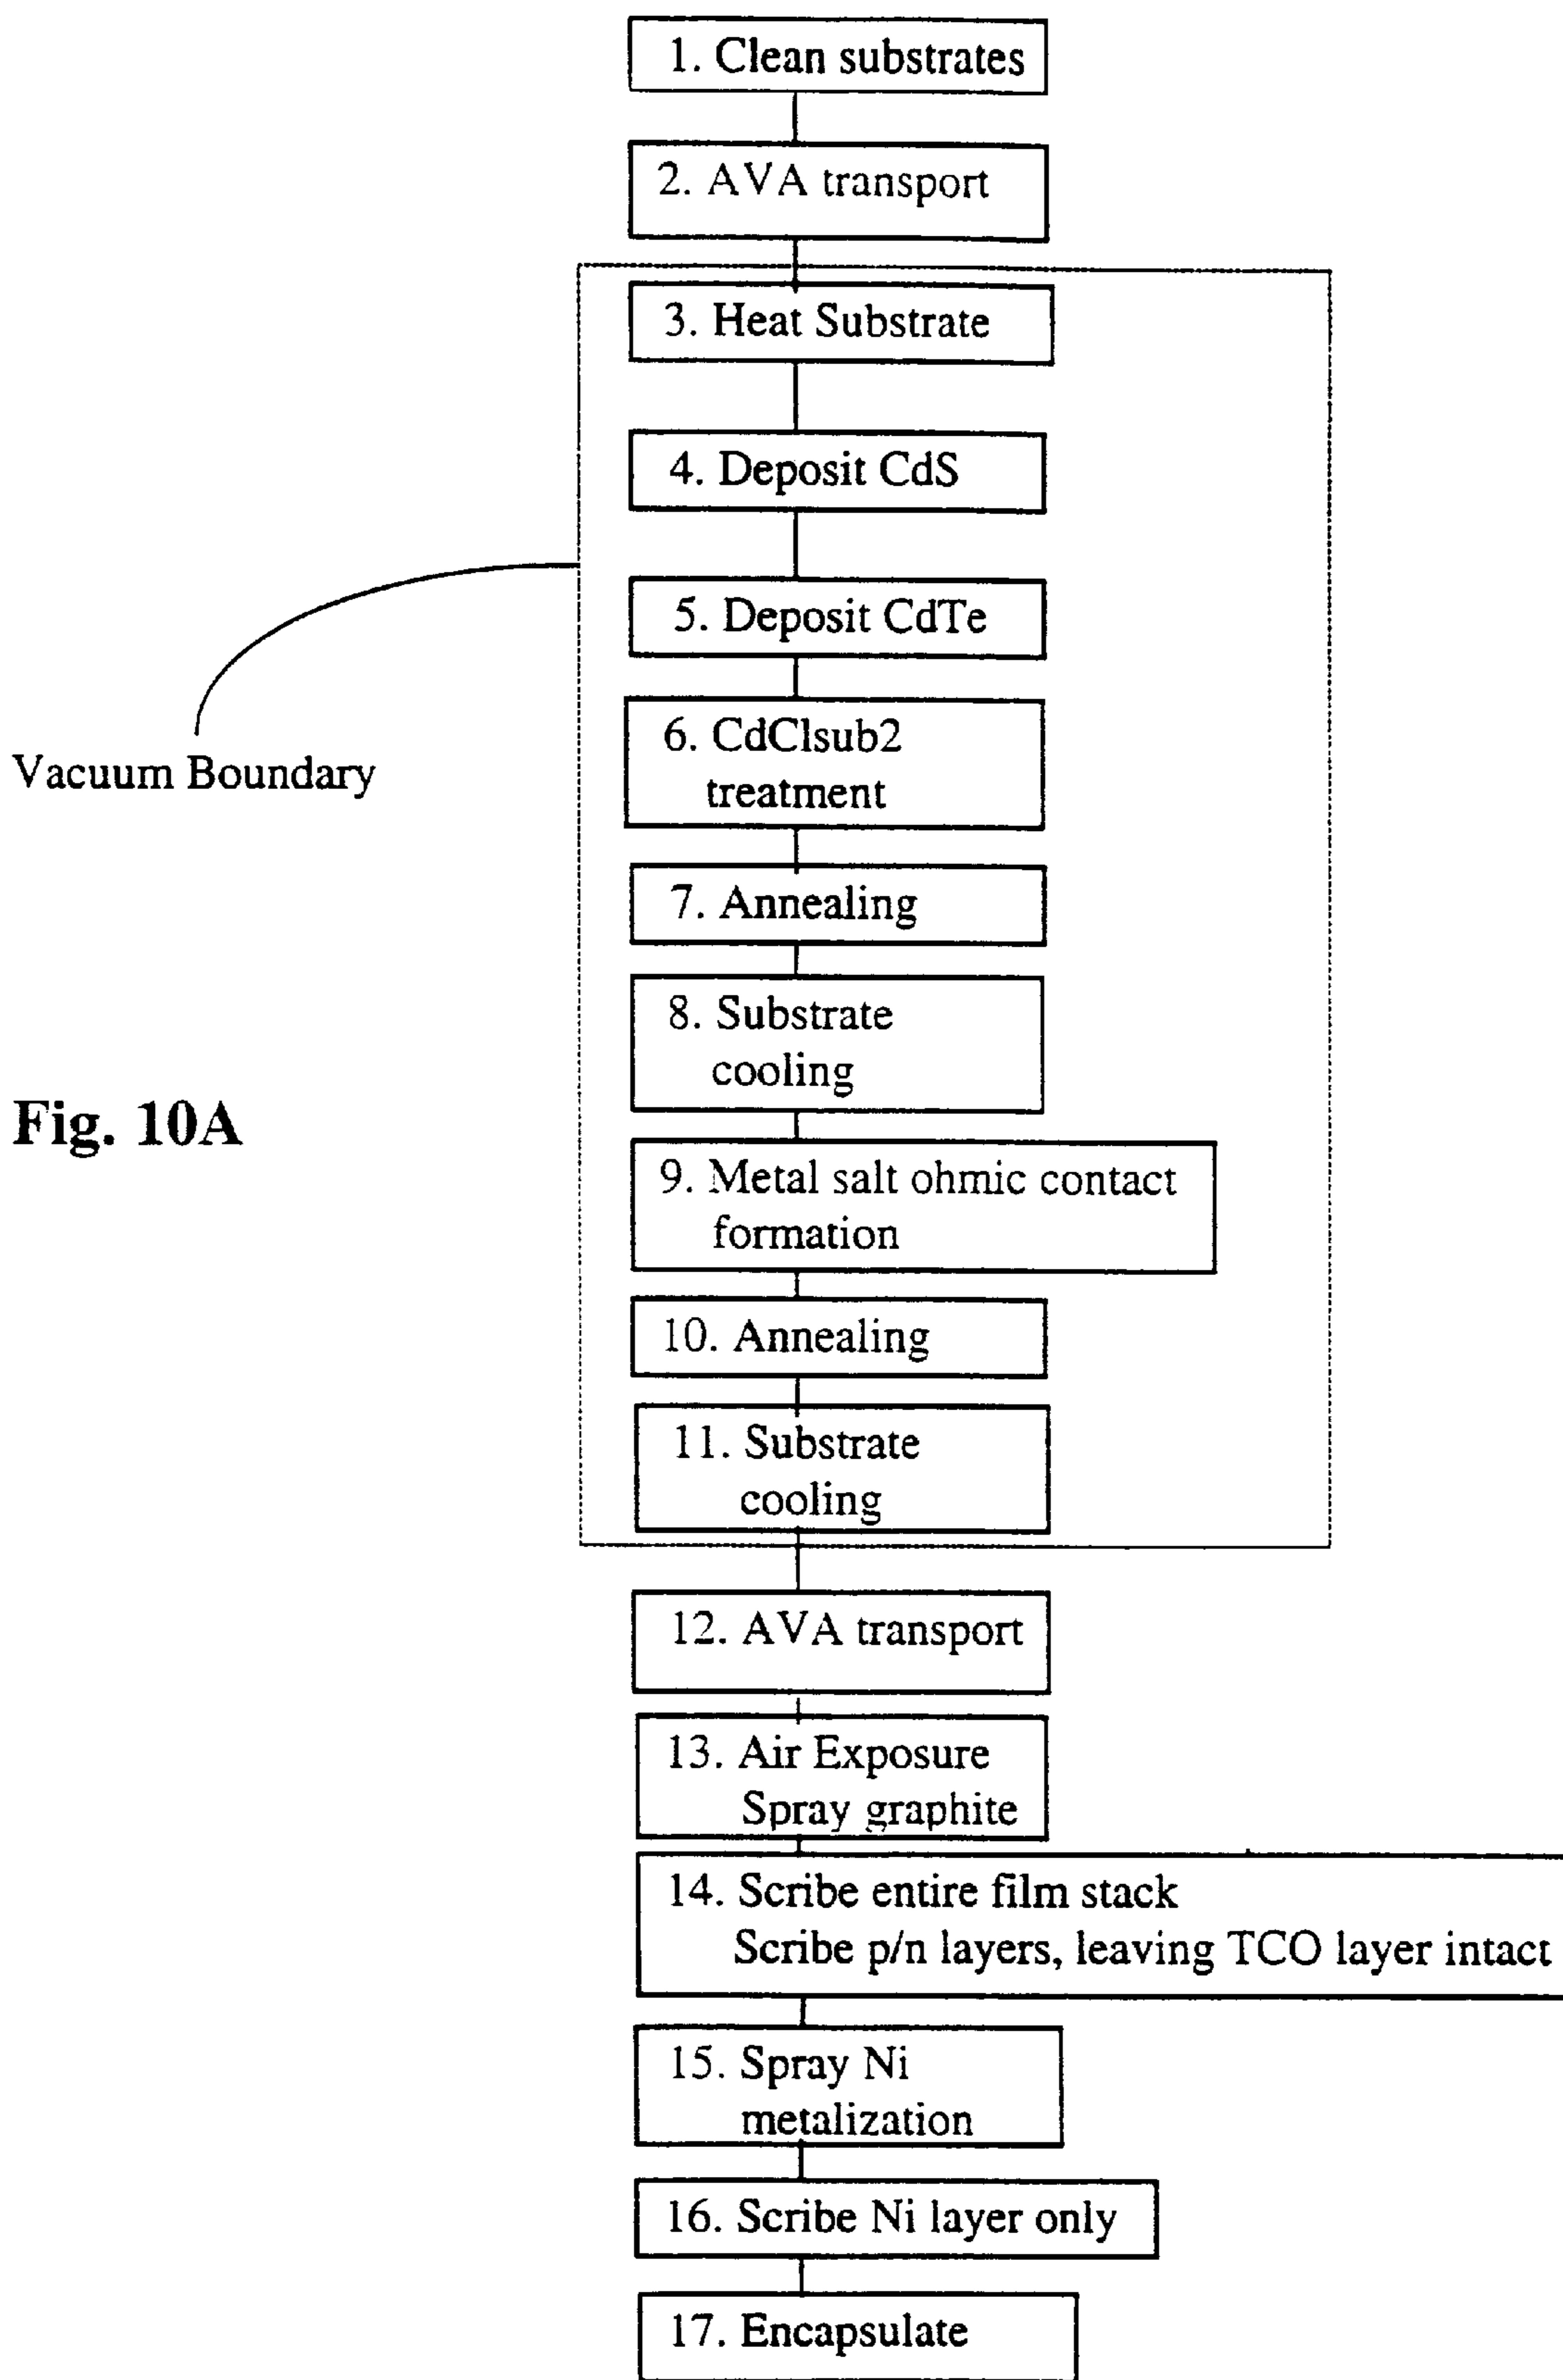 1. Clean substrates
2. AVA transport
3. Heat Substrate
4. Deposit CdS
5. Deposit CdTe
6. CdClsub2
treatment
Vacuum Boundary
7. Annealing
8. Substrate
cooling
Fig. 10A
9. Metal salt ohmic contact
formation
10. Annealing
11. Substrate
cooling
12. AVA transport
13. Air Exposure
Spray graphite
14. Scribe entire film stack
Scribe p/n layers, leaving TCO layer intact
15. Spray Ni
metalization
16. Scribe Ni layer only
17. Encapsulate